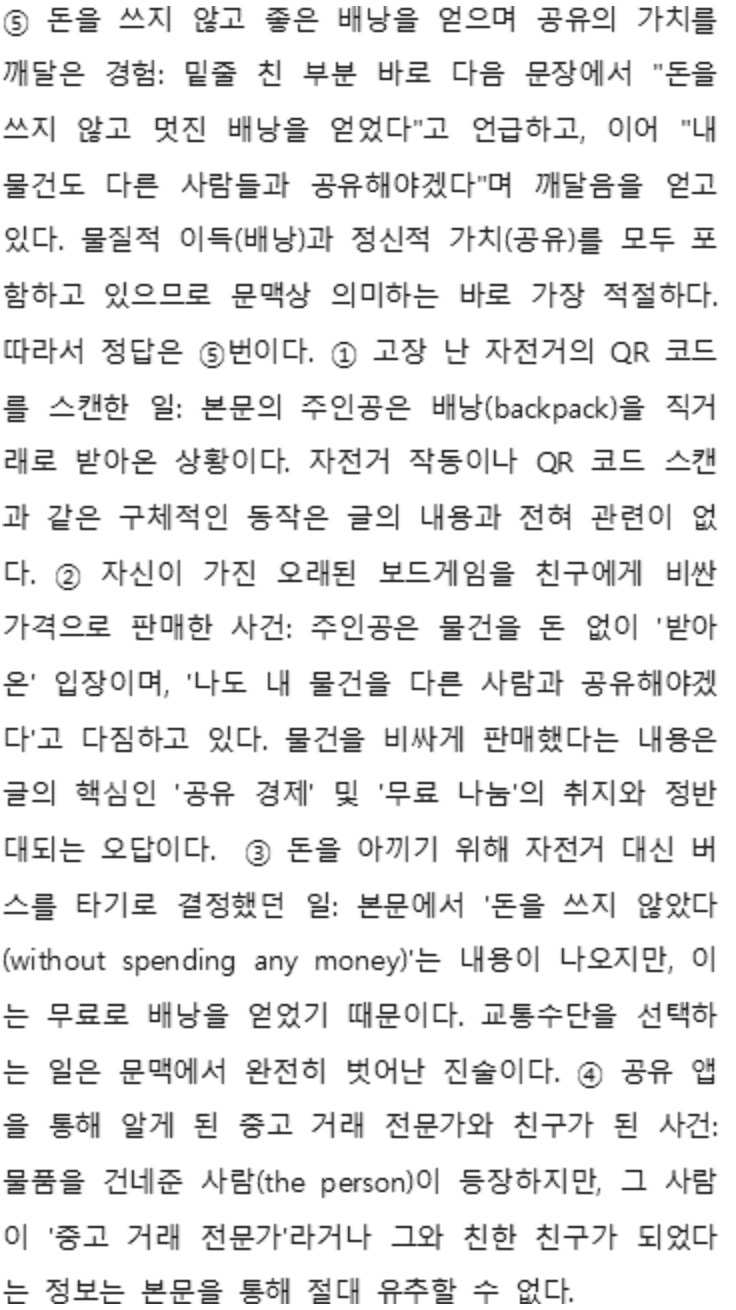 ⑤ 돈을 쓰지 않고 좋은 배낭을 얻으며 공유의 가치를
깨달은 경험: 밑줄 친 부분 바로 다음 문장에서 "돈을
쓰지 않고 멋진 배낭을 얻었다"고 언급하고, 이어 "내
물건도 다른 사람들과 공유해야겠다"며 깨달음을 얻고
있다. 물질적 이득(배낭)과 정신적 가치(공유)를 모두 포
함하고 있으므로 문맥상 의미하는 바로 가장 적절하다.
따라서 정답은 ⑤번이다. ① 고장 난 자전거의 QR 코드
를 스캔한 일: 본문의 주인공은 배낭(backpack)을 직거
래로 받아온 상황이다. 자전거 작동이나 QR 코드 스캔
과 같은 구체적인 동작은 글의 내용과 전혀 관련이 없
다. ② 자신이 가진 오래된 보드게임을 친구에게 비싼
가격으로 판매한 사건: 주인공은 물건을 돈 없이 '받아
온' 입장이며, '나도 내 물건을 다른 사람과 공유해야겠
다'고 다짐하고 있다. 물건을 비싸게 판매했다는 내용은
글의 핵심인 '공유 경제' 및 '무료 나눔'의 취지와 정반
대되는 오답이다. ③ 돈을 아끼기 위해 자전거 대신 버
스를 타기로 결정했던 일: 본문에서 '돈을 쓰지 않았다
(without spending any money)'는 내용이 나오지만, 이
는 무료로 배낭을 얻었기 때문이다. 교통수단을 선택하
는 일은 문맥에서 완전히 벗어난 진술이다. ④ 공유 앱
을 통해 알게 된 중고 거래 전문가와 친구가 된 사건:
물품을 건네준 사람(the person)이 등장하지만, 그 사람
이 '중고 거래 전문가'라거나 그와 친한 친구가 되었다
는 정보는 본문을 통해 절대 유추할 수 없다.